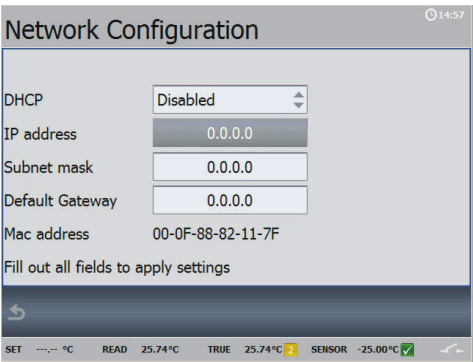 14:57
Network Configuration
DHCP Disabled
IP address 0.0.0.0
Subnet mask 0.0.0.0
Default Gateway 0.0.0.0
Mac address 00-0F-88-82-11-7F
Fill out all fields to apply settings
SET ---.-- °C READ 25.74°C TRUE 25.74°C 2 SENSOR -25.00°C